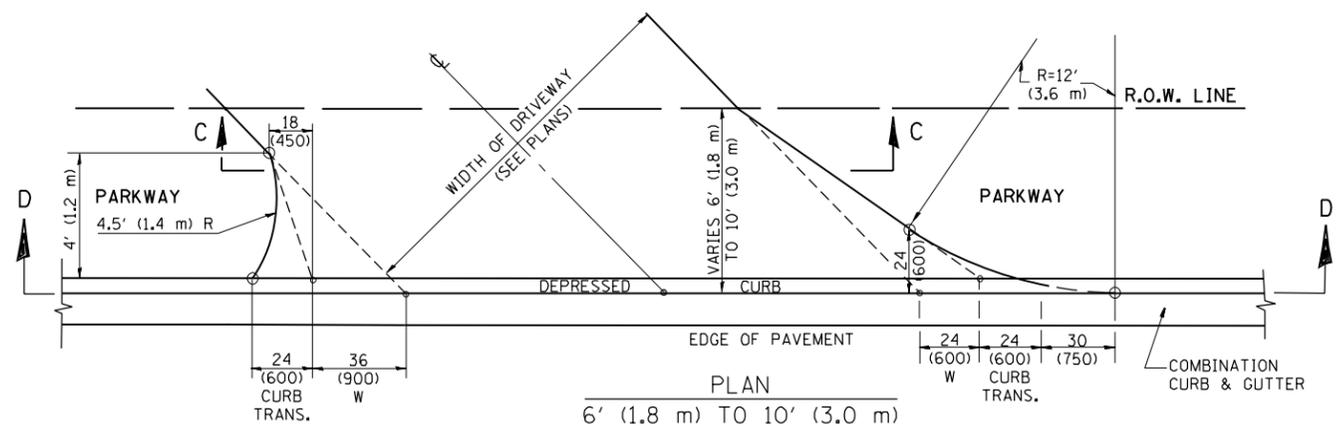 ℄
WIDTH OF DRIVEWAY
(SEE PLANS)
R=12'
(3.6 m)
R.O.W. LINE
C
18
(450)
C
4' (1.2 m)
PARKWAY
4.5' (1.4 m) R
VARIES 6' (1.8 m)
TO 10' (3.0 m)
PARKWAY
D
D
24
(600)
DEPRESSED CURB
EDGE OF PAVEMENT
24
(600)
CURB
TRANS.
36
(900)
W
24
(600)
W
24
(600)
CURB
TRANS.
30
(750)
COMBINATION
CURB & GUTTER
PLAN
6' (1.8 m) TO 10' (3.0 m)